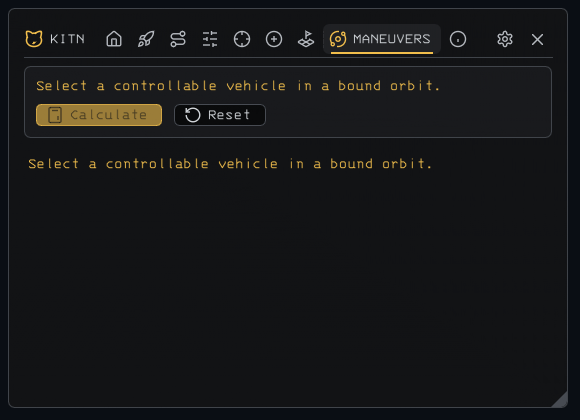 KITN MANEUVERS
Select a controllable vehicle in a bound orbit.
Calculate Reset
Select a controllable vehicle in a bound orbit.